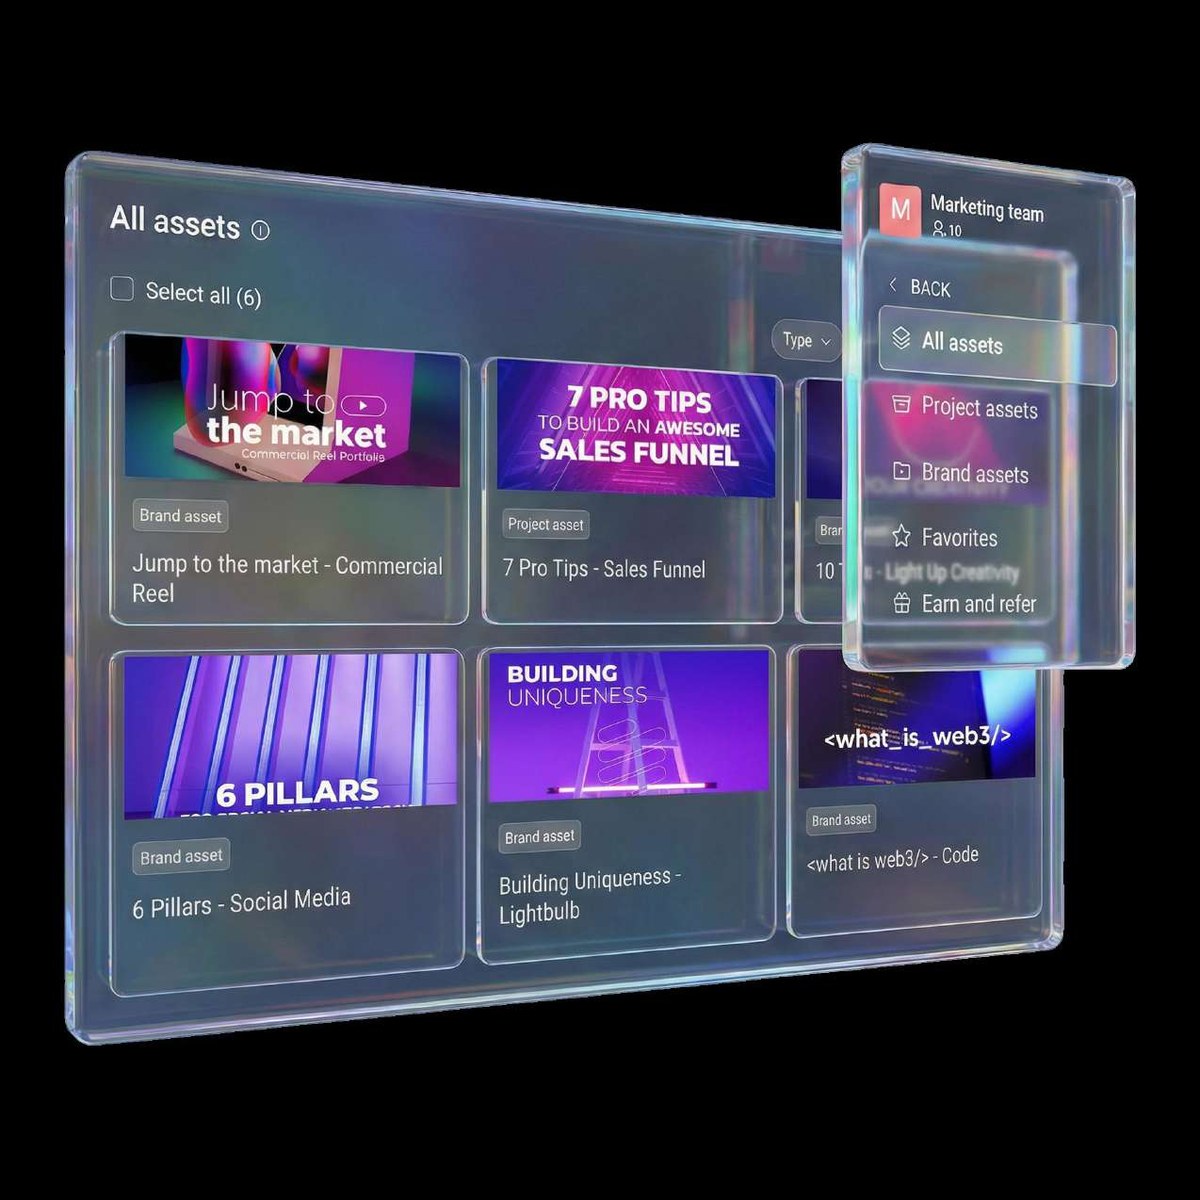 All assets
Select all (6)
Type
Jump to
the market
Commercial Reel Portfolio
Brand asset
Jump to the market - Commercial
Reel
7 PRO TIPS
TO BUILD AN AWESOME
SALES FUNNEL
Project asset
7 Pro Tips - Sales Funnel
10
- Light Up Creativity
6 PILLARS
Brand asset
6 Pillars - Social Media
BUILDING
UNIQUENESS
Brand asset
Building Uniqueness -
Lightbulb
<what_is_web3/>
Brand asset
<what is web3/> - Code
M
Marketing team
10
BACK
All assets
Project assets
Brand assets
Favorites
Earn and refer